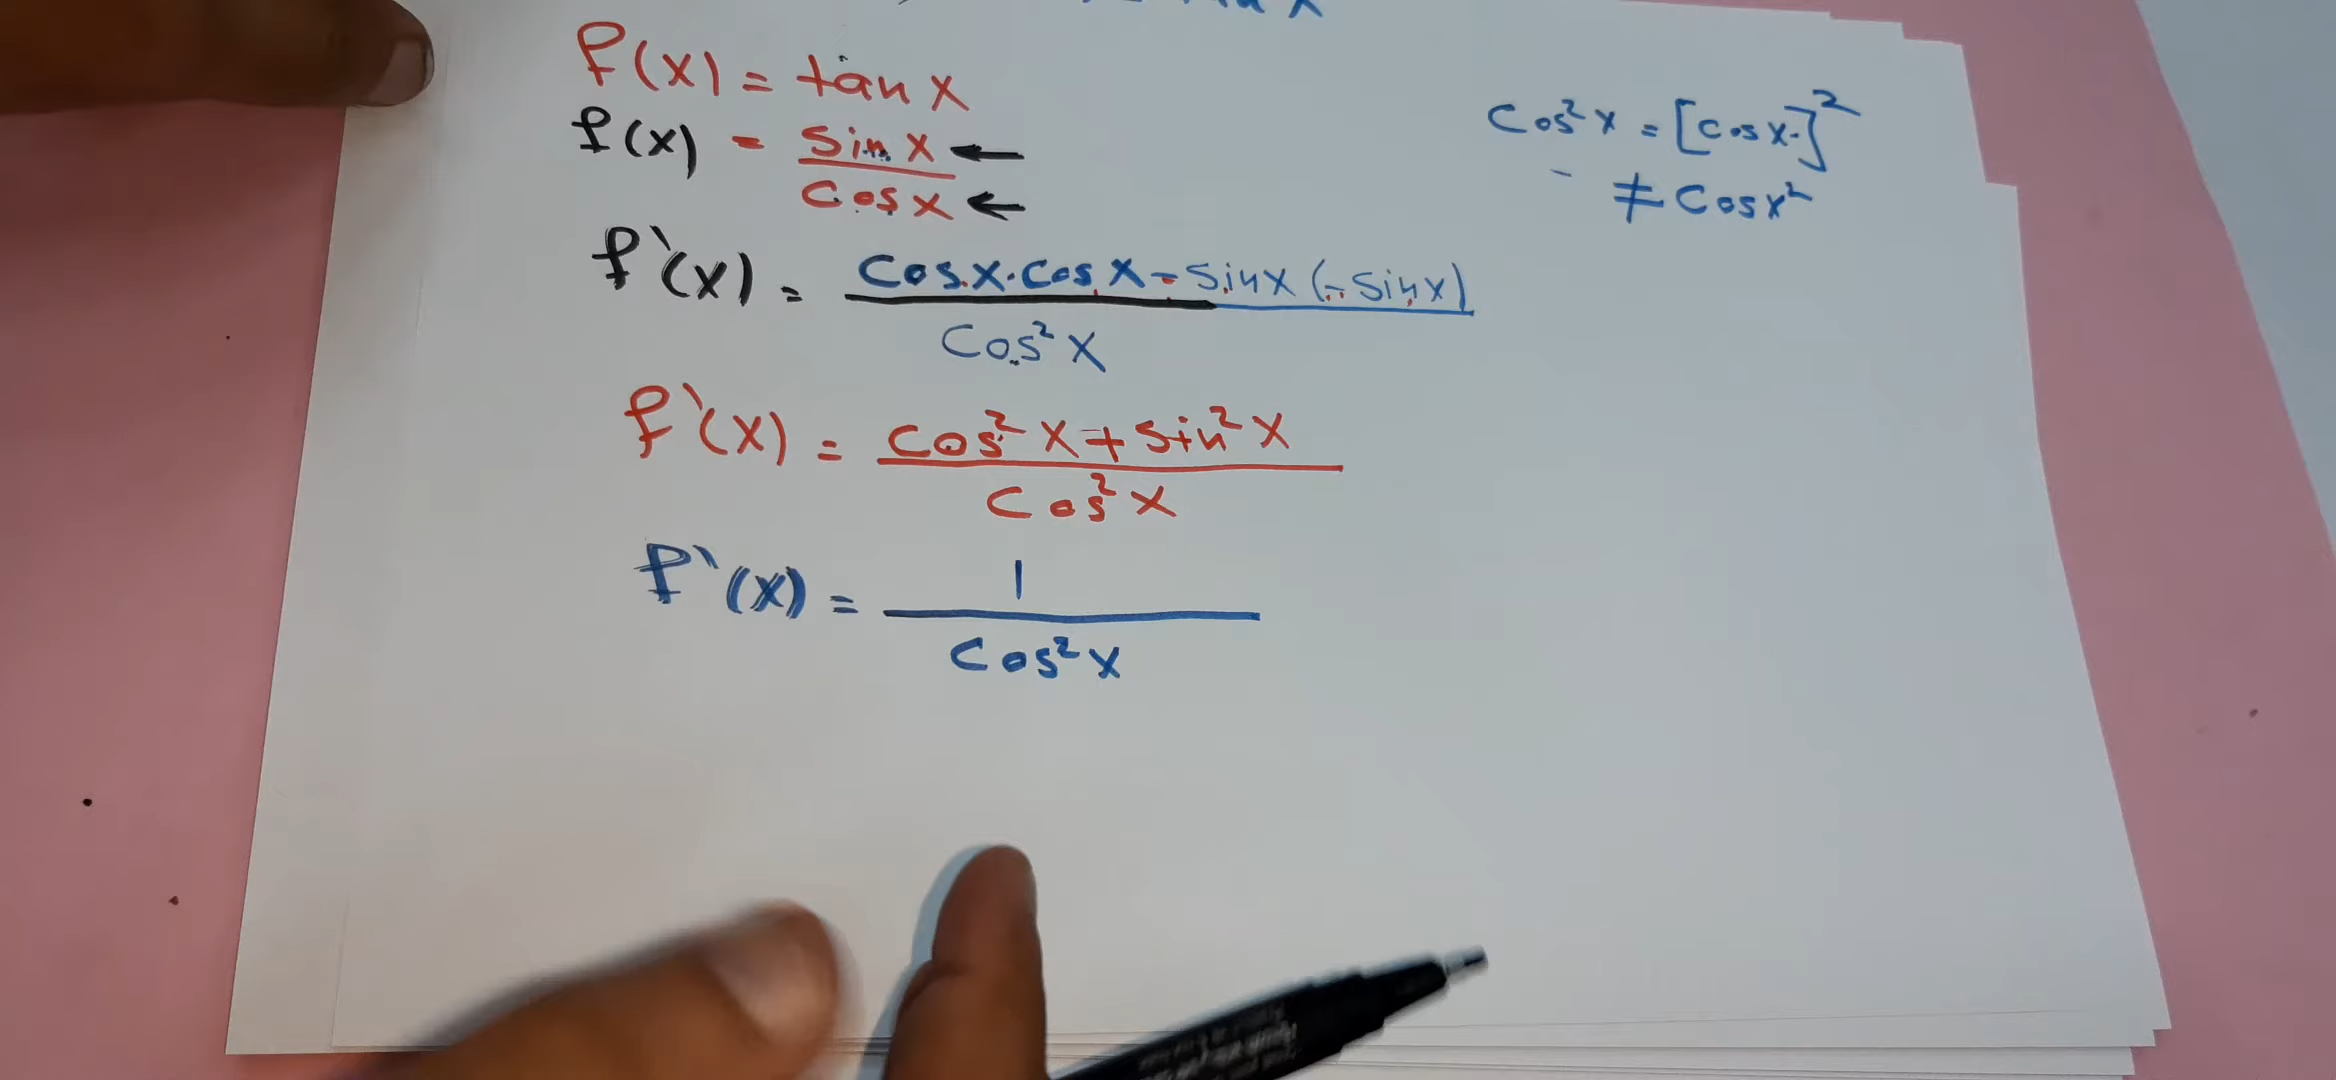 f(x) = tan x
f(x) = sin x / cos x
f'(x) = cos x · cos x - sin x (- sin x) / cos² x
f'(x) = cos² x + sin² x / cos² x
f'(x) = 1 / cos² x
cos² x = [cos x]²
≠ cos x²